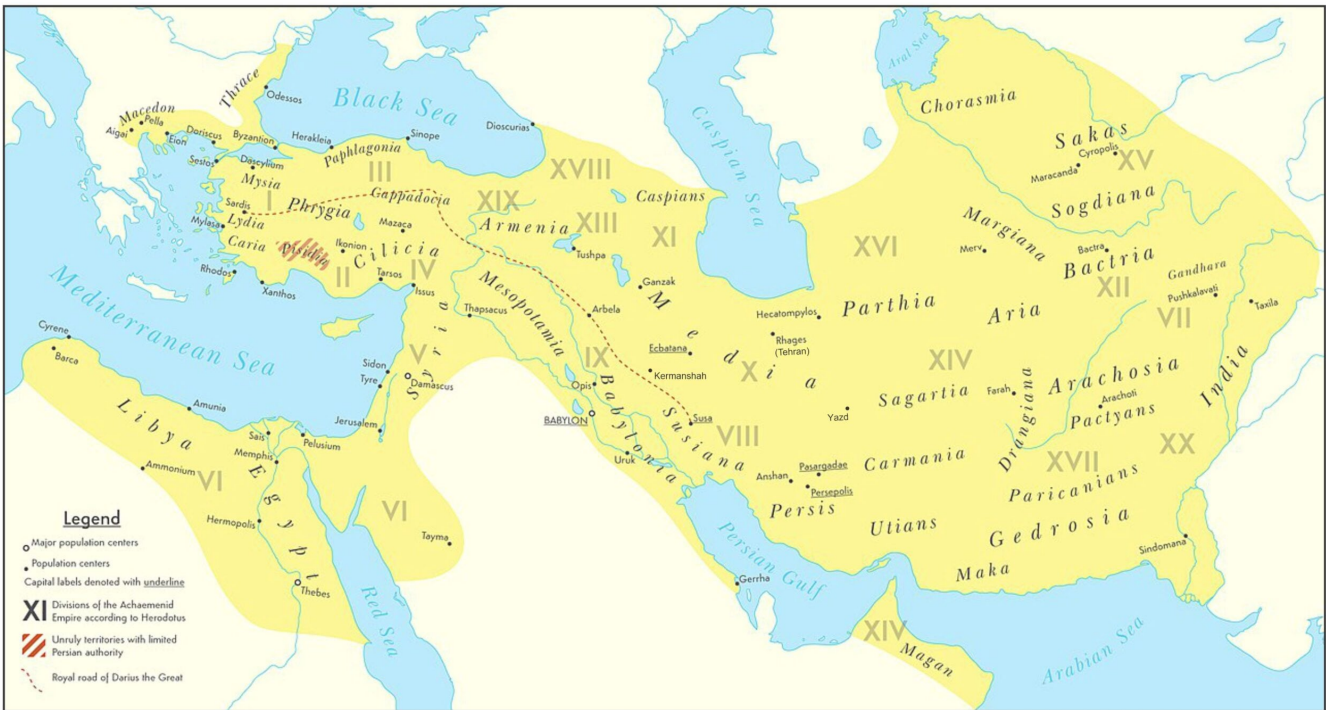 Aral Sea
Chorasmia
Thrace
Odessos
Black Sea
Caspian Sea
Macedon
Pella
Aigai
Eion
Doriscus
Byzantion
Herakleia
Sinope
Dioscurias
Sakas
Cyropolis
XV
Maracanda
Sestos
Dascylium
Paphlagonia
III
XVIII
Mysia
I
Cappadocia
XIX
Caspians
Sardis
Phrygia
Sogdiana
Mylasa
Lydia
Mazaca
Armenia
XIII
XI
XVI
Margiana
Merv
Caria
Pisidia
Ikonion
Cilicia
Tushpa
Bactra
Bactria
Gandhara
Rhodos
II
Tarsos
IV
Issus
Xanthos
Ganzak
XII
Pushkalavati
Taxila
Mediterranean Sea
Mesopotamia
Media
Parthia
Aria
VII
Thapsacus
Arbela
Hecatompylos
Cyrene
Barca
Syria
V
Sidon
Tyre
Damascus
IX
Ecbatana
Rhages
(Tehran)
Kermanshah
X
XIV
Opis
Babylonia
Sagartia
Farah
Arachosia
Arachoti
India
Libya
Amunia
Jerusalem
BABYLON
Susiana
Susa
Yazd
Drangiana
Pactyans
Sais
Pelusium
Memphis
VIII
Uruk
Carmania
XVII
XX
Ammonium
VI
Egypt
Anshan
Pasargadae
Persepolis
Persis
Paricanians
VI
Hermopolis
Tayma
Utians
Gedrosia
Sindomana
Persian Gulf
Maka
Gerrha
Thebes
Red Sea
XIV
Magan
Arabian Sea
Legend
Major population centers
Population centers
Capital labels denoted with underline
XI Divisions of the Achaemenid
Empire according to Herodotus
Unruly territories with limited
Persian authority
Royal road of Darius the Great